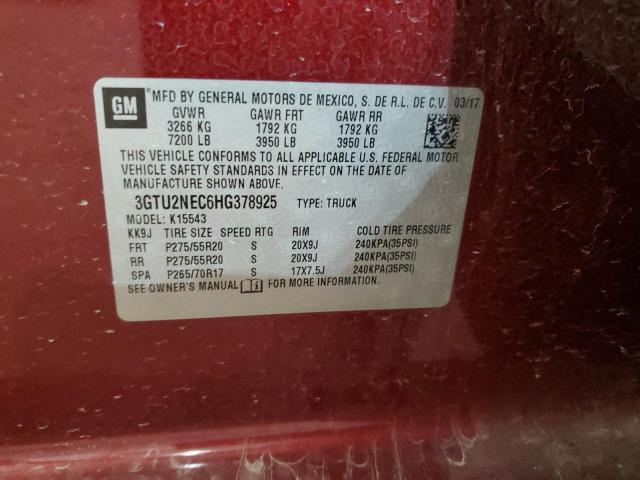 GM
MFD BY GENERAL MOTORS DE MEXICO, S. DE R.L. DE C.V. 03/17
GVWR GAWR FRT GAWR RR
3266 KG 1792 KG 1792 KG
7200 LB 3950 LB 3950 LB
THIS VEHICLE CONFORMS TO ALL APPLICABLE U.S. FEDERAL MOTOR
VEHICLE SAFETY STANDARDS IN EFFECT ON THE DATE OF
MANUFACTURE SHOWN ABOVE.
3GTU2NEC6HG378925 TYPE: TRUCK
MODEL: K15543
KK9J TIRE SIZE SPEED RTG RIM COLD TIRE PRESSURE
FRT P275/55R20 S 20X9J 240KPA(35PSI)
RR P275/55R20 S 20X9J 240KPA(35PSI)
SPA P265/70R17 S 17X7.5J 240KPA(35PSI)
SEE OWNER'S MANUAL FOR MORE INFORMATION.